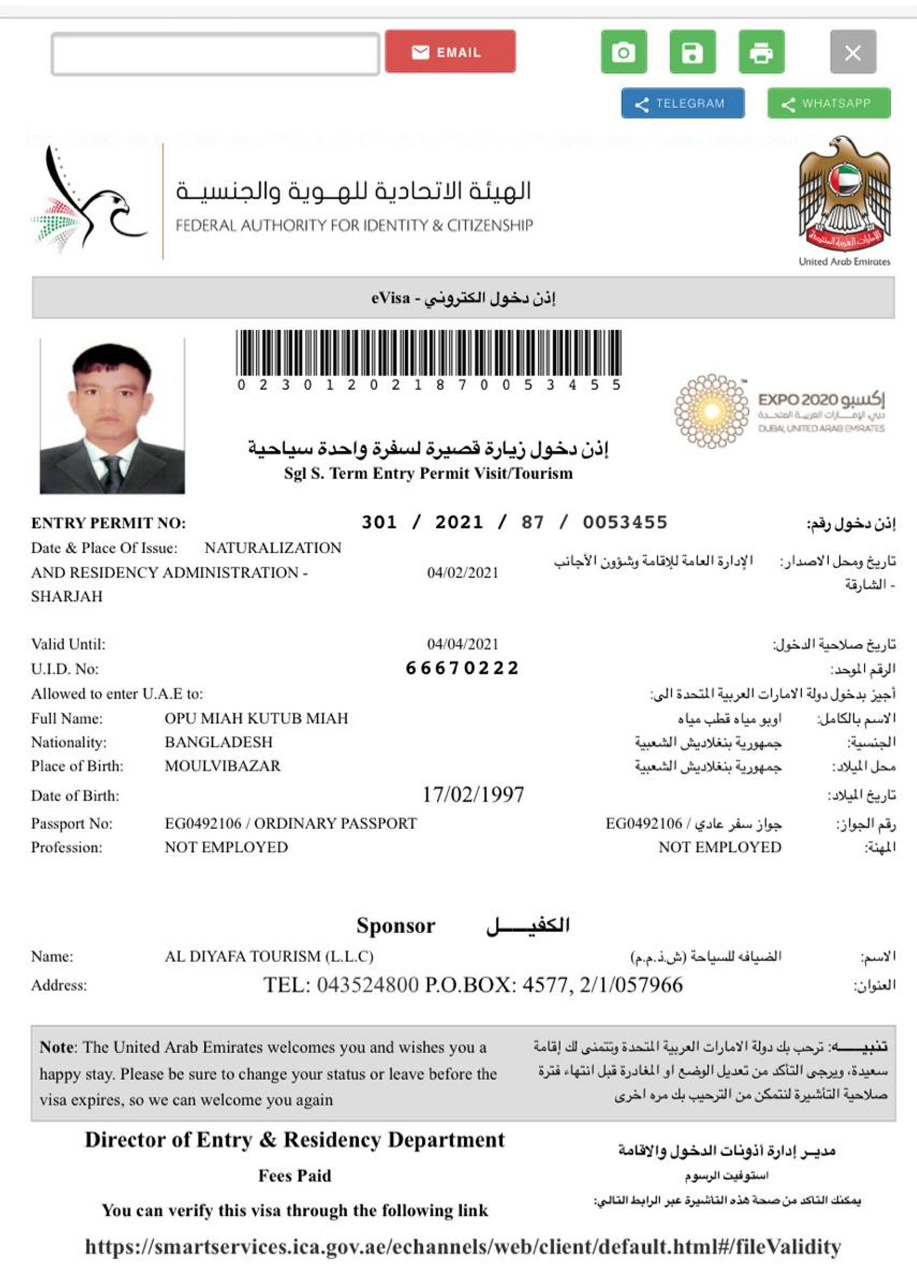 EMAIL
TELEGRAM
WHATSAPP
الهيئة الاتحادية للهــوية والجنسيــة
FEDERAL AUTHORITY FOR IDENTITY & CITIZENSHIP
الإمارات العربية المتحدة
United Arab Emirates
eVisa - إذن دخول الكتروني
0 2 3 0 1 2 0 2 1 8 7 0 0 5 3 4 5 5
EXPO 2020 إكسبو
دبي، الإمــارات العربيــة المتحــدة
DUBAI, UNITED ARAB EMIRATES
إذن دخول زيارة قصيرة لسفرة واحدة سياحية
Sgl S. Term Entry Permit Visit/Tourism
ENTRY PERMIT NO: 301 / 2021 / 87 / 0053455 إذن دخول رقم:
Date & Place Of Issue: NATURALIZATION
AND RESIDENCY ADMINISTRATION -
SHARJAH
04/02/2021
تاريخ ومحل الاصدار: الإدارة العامة للإقامة وشؤون الأجانب
- الشارقة
Valid Until: 04/04/2021 تاريخ صلاحية الدخول:
U.I.D. No: 66670222 الرقم الموحد:
Allowed to enter U.A.E to: أجيز بدخول دولة الامارات العربية المتحدة الى:
Full Name: OPU MIAH KUTUB MIAH الاسم بالكامل: اوبو مياه قطب مياه
Nationality: BANGLADESH الجنسية: جمهورية بنغلاديش الشعبية
Place of Birth: MOULVIBAZAR محل الميلاد: جمهورية بنغلاديش الشعبية
Date of Birth: 17/02/1997 تاريخ الميلاد:
Passport No: EG0492106 / ORDINARY PASSPORT رقم الجواز: جواز سفر عادي / EG0492106
Profession: NOT EMPLOYED المهنة: NOT EMPLOYED
Sponsor الكفيــــل
Name: AL DIYAFA TOURISM (L.L.C) الاسم: الضيافه للسياحة (ش.ذ.م.م)
Address: TEL: 043524800 P.O.BOX: 4577, 2/1/057966 العنوان:
Note: The United Arab Emirates welcomes you and wishes you a
happy stay. Please be sure to change your status or leave before the
visa expires, so we can welcome you again
تنبيــــه: ترحب بك دولة الامارات العربية المتحدة وتتمنى لك إقامة
سعيدة، ويرجى التأكد من تعديل الوضع او المغادرة قبل انتهاء فترة
صلاحية التأشيرة لنتمكن من الترحيب بك مره اخرى
Director of Entry & Residency Department
Fees Paid
You can verify this visa through the following link
مديــر إدارة أذونات الدخول والاقامة
استوفيت الرسوم
يمكنك التاكد من صحة هذه التاشيرة عبر الرابط التالي:
https://smartservices.ica.gov.ae/echannels/web/client/default.html#/fileValidity